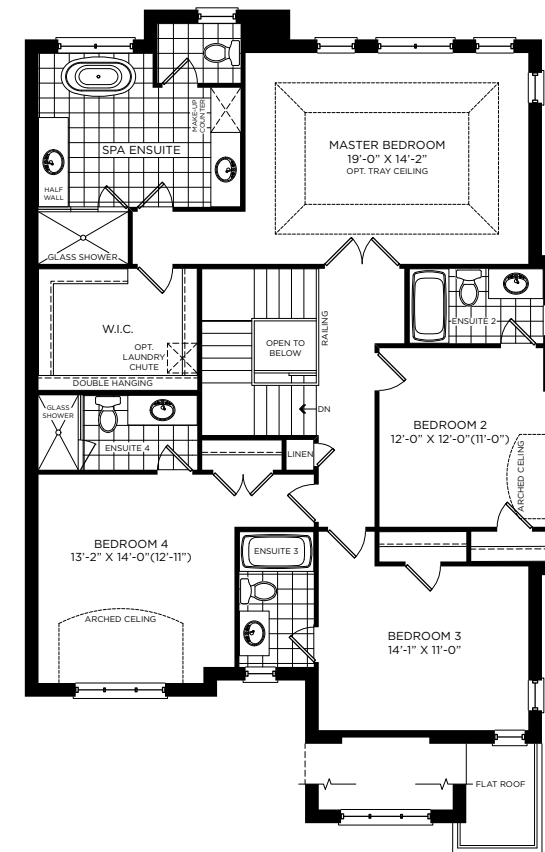 MAKE-UP
COUNTER
SPA ENSUITE
MASTER BEDROOM
19'-0" X 14'-2"
OPT. TRAY CEILING
HALF
WALL
GLASS SHOWER
W.I.C.
OPT.
LAUNDRY
CHUTE
DOUBLE HANGING
OPEN TO
BELOW
RAILING
DN
ENSUITE 2
GLASS
SHOWER
ENSUITE 4
LINEN
BEDROOM 2
12'-0" X 12'-0"(11'-0")
ARCHED CELING
BEDROOM 4
13'-2" X 14'-0"(12'-11")
ARCHED CELING
ENSUITE 3
BEDROOM 3
14'-1" X 11'-0"
FLAT ROOF